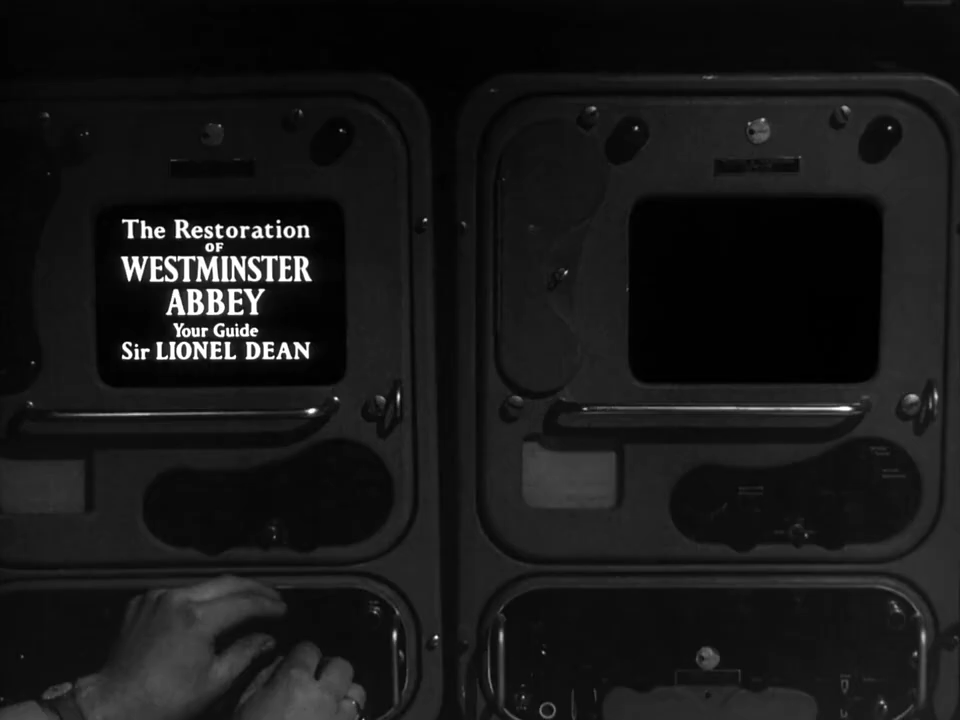 The Restoration
OF
WESTMINSTER
ABBEY
Your Guide
Sir LIONEL DEAN